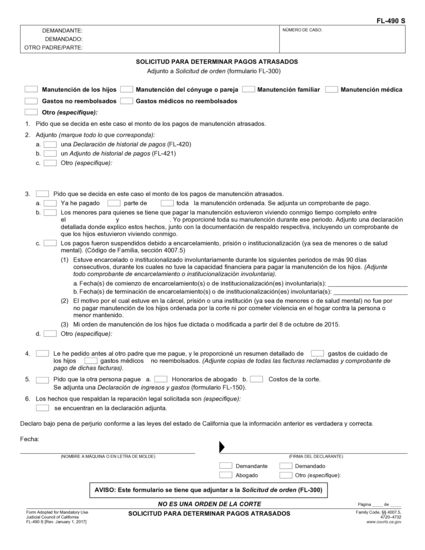 FL-490 S
DEMANDANTE:
NÚMERO DE CASO:
DEMANDADO:
OTRO PADRE/PARTE:
SOLICITUD PARA DETERMINAR PAGOS ATRASADOS
Adjunto a Solicitud de orden (formulario FL-300)
Manutención de los hijos Manutención del cónyuge o pareja Manutención familiar Manutención médica
Gastos no reembolsados Gastos médicos no reembolsados
Otro (especifique):
1. Pido que se decida en este caso el monto de los pagos de manutención atrasados.
2. Adjunto (marque todo lo que corresponda):
a. una Declaración de historial de pagos (FL-420)
b. un Adjunto de historial de pagos (FL-421)
c. Otro (especifique):
3. Pido que se decida en este caso el monto de los pagos de manutención atrasados.
a. Ya he pagado parte de toda la manutención ordenada. Se adjunta un comprobante de pago.
b. Los menores para quienes se tiene que pagar la manutención estuvieron viviendo conmigo tiempo completo entre
el y . Yo proporcioné toda su manutención durante ese periodo. Adjunto una declaración
detallada donde explico estos hechos, junto con la documentación de respaldo respectiva, incluyendo un comprobante de
que los hijos estuvieron viviendo conmigo.
c. Los pagos fueron suspendidos debido a encarcelamiento, prisión o institucionalización (ya sea de menores o de salud
mental). (Código de Familia, sección 4007.5)
(1) Estuve encarcelado o institucionalizado involuntariamente durante los siguientes periodos de más 90 días
consecutivos, durante los cuales no tuve la capacidad financiera para pagar la manutención de los hijos. (Adjunte
todo comprobante de encarcelamiento o institucionalización involuntaria).
a. Fecha(s) de comienzo de encarcelamiento(s) o de institucionalización(es) involuntaria(s):
b. Fecha(s) de término de encarcelamiento(s) o de institucionalización(es) involuntaria(s):
(2) El motivo por el cual estuve en la cárcel, prisión o una institución (ya sea de menores o de salud mental) no fue por
no pagar manutención de los hijos ordenada por la corte ni por cometer violencia en el hogar contra la persona o
menor mantenido.
(3) Mi orden de manutención de los hijos fue dictada o modificada a partir del 8 de octubre de 2015.
d. Otro (especifique):
4. Le he pedido antes al otro padre que me pague, y le proporcioné un resumen detallado de gastos de cuidado de
los hijos gastos médicos no reembolsados. (Adjunte copias de todas las facturas reclamadas y comprobante de
pago de dichas facturas).
5. Pido que la otra persona pague a. Honorarios de abogado b. Costos de la corte.
Se adjunta una Declaración de ingresos y gastos (formulario FL-150).
6. Los hechos que respaldan la reparación legal solicitada son (especifique):
se encuentran en la declaración adjunta.
Declaro bajo pena de perjurio conforme a las leyes del estado de California que la información anterior es verdadera y correcta.
Fecha:
(NOMBRE A MÁQUINA O EN LETRA DE MOLDE) (FIRMA DEL DECLARANTE)
Demandante Demandado
Abogado Otro (especifique):
AVISO: Este formulario se tiene que adjuntar a la Solicitud de orden (FL-300)
NO ES UNA ORDEN DE LA CORTE
Página de
Form Adopted for Mandatory Use
Judicial Council of California
FL-490 S [Rev. January 1, 2017]
SOLICITUD PARA DETERMINAR PAGOS ATRASADOS
Family Code, §§ 4007.5,
4720–4732
www.courts.ca.gov